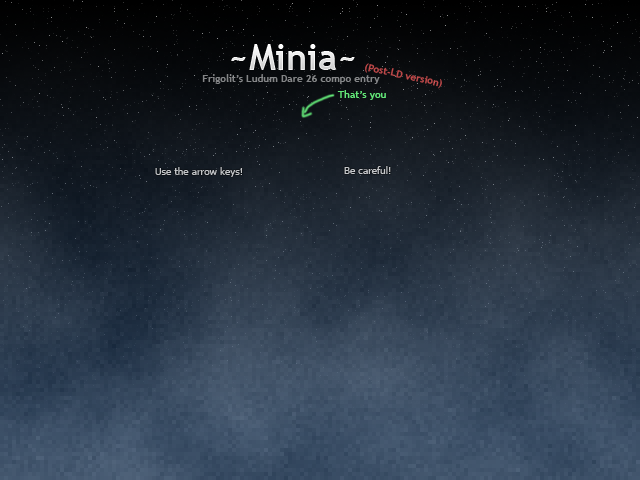 ~Minia~
(Post-LD version)
Frigolit's Ludum Dare 26 compo entry
That's you
Use the arrow keys!
Be careful!